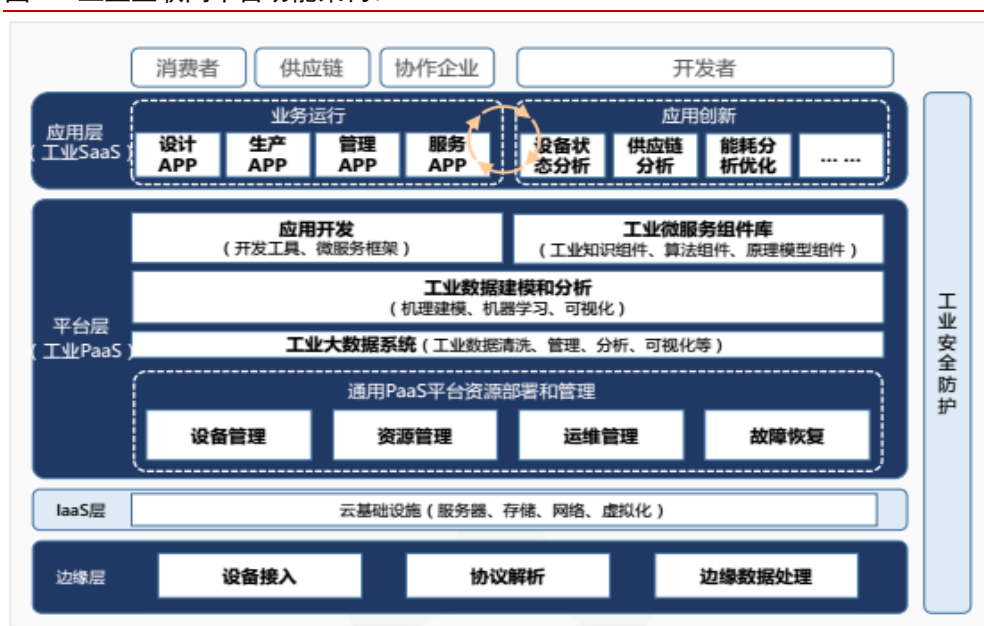 消费者 供应链 协作企业 开发者
应用层
（工业SaaS）
业务运行
设计
APP
生产
APP
管理
APP
服务
APP
应用创新
设备状
态分析
供应链
分析
能耗分
析优化
... ...
平台层
（工业PaaS）
应用开发
（开发工具、微服务框架）
工业微服务组件库
（工业知识组件、算法组件、原理模型组件）
工业数据建模和分析
（机理建模、机器学习、可视化）
工业大数据系统（工业数据清洗、管理、分析、可视化等）
通用PaaS平台资源部署和管理
设备管理 资源管理 运维管理 故障恢复
IaaS层
云基础设施（服务器、存储、网络、虚拟化）
边缘层
设备接入 协议解析 边缘数据处理
工业安全防护